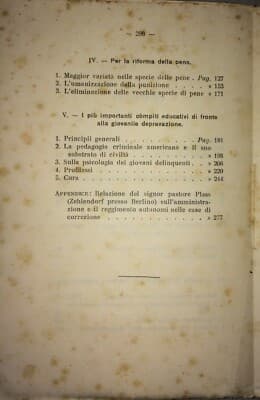 — 298 —
IV. — Per la riforma della pena.
1. Maggior varietà nelle specie delle pene . Pag. 127
2. L'umanizzazione della punizione . . . . » 153
3. L'eliminazione delle vecchie specie di pene » 171
V. — I più importanti còmpiti educativi di fronte
alla giovanile depravazione.
1. Principii generali . . . . . . . Pag. 191
2. La pedagogia criminale americana e il suo
substrato di civiltà . . . . . . . » 198
3. Sulla psicologia dei giovani delinquenti . . » 206
4. Profilassi . . . . . . . . . . » 220
5. Cura . . . . . . . . . . . . » 244
APPENDICE: Relazione del signor pastore Plass
(Zehlendorf presso Berlino) sull'amministra-
zione e il reggimento autonomi nelle case di
correzione . . . . . . . . . . » 277